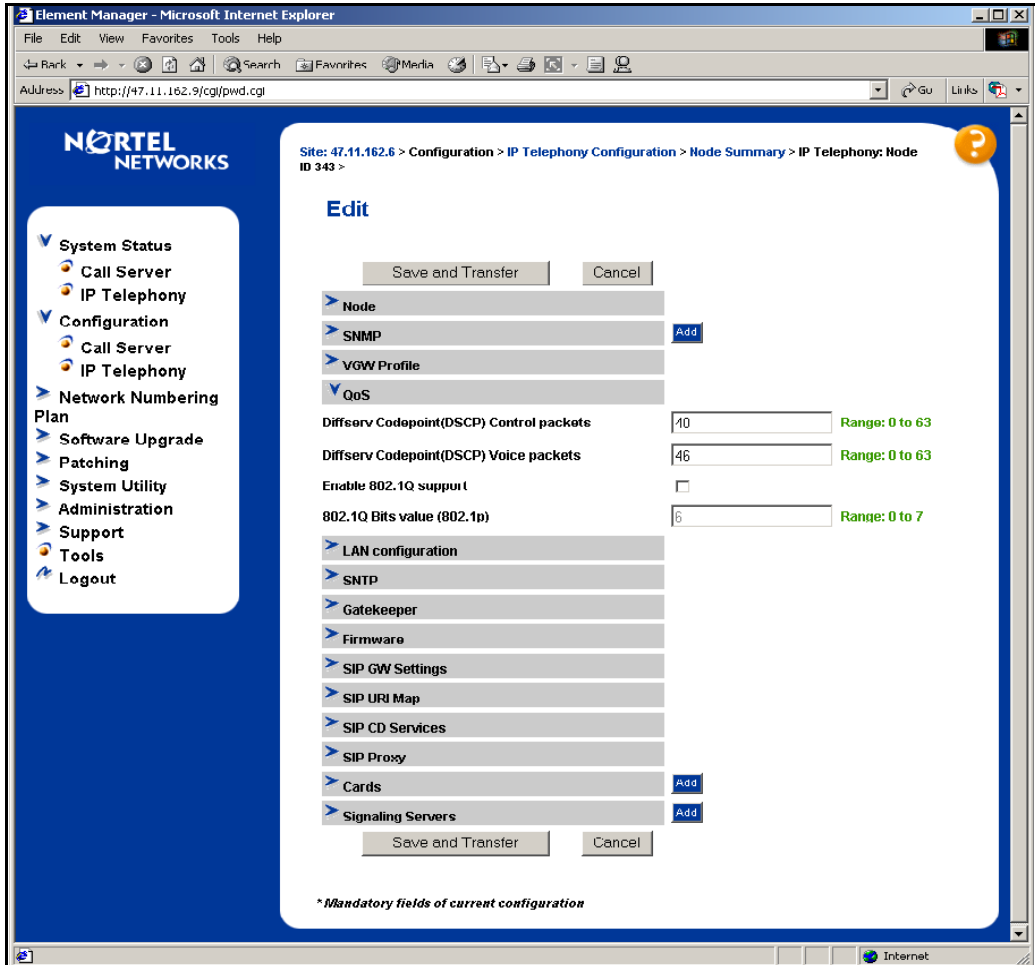 Element Manager - Microsoft Internet Explorer
File Edit View Favorites Tools Help
Back Search Favorites Media
Address http://47.11.162.9/cgi/pwd.cgi Go Links
NORTEL
NETWORKS
Site: 47.11.162.6 > Configuration > IP Telephony Configuration > Node Summary > IP Telephony: Node
ID 343 >
?
Edit
System Status
Call Server
IP Telephony
Configuration
Call Server
IP Telephony
Network Numbering
Plan
Software Upgrade
Patching
System Utility
Administration
Support
Tools
Logout
Save and Transfer Cancel
Node
SNMP Add
VGW Profile
QoS
Diffserv Codepoint(DSCP) Control packets 40 Range: 0 to 63
Diffserv Codepoint(DSCP) Voice packets 46 Range: 0 to 63
Enable 802.1Q support
802.1Q Bits value (802.1p) 6 Range: 0 to 7
LAN configuration
SNTP
Gatekeeper
Firmware
SIP GW Settings
SIP URI Map
SIP CD Services
SIP Proxy
Cards Add
Signaling Servers Add
Save and Transfer Cancel
* Mandatory fields of current configuration
Internet